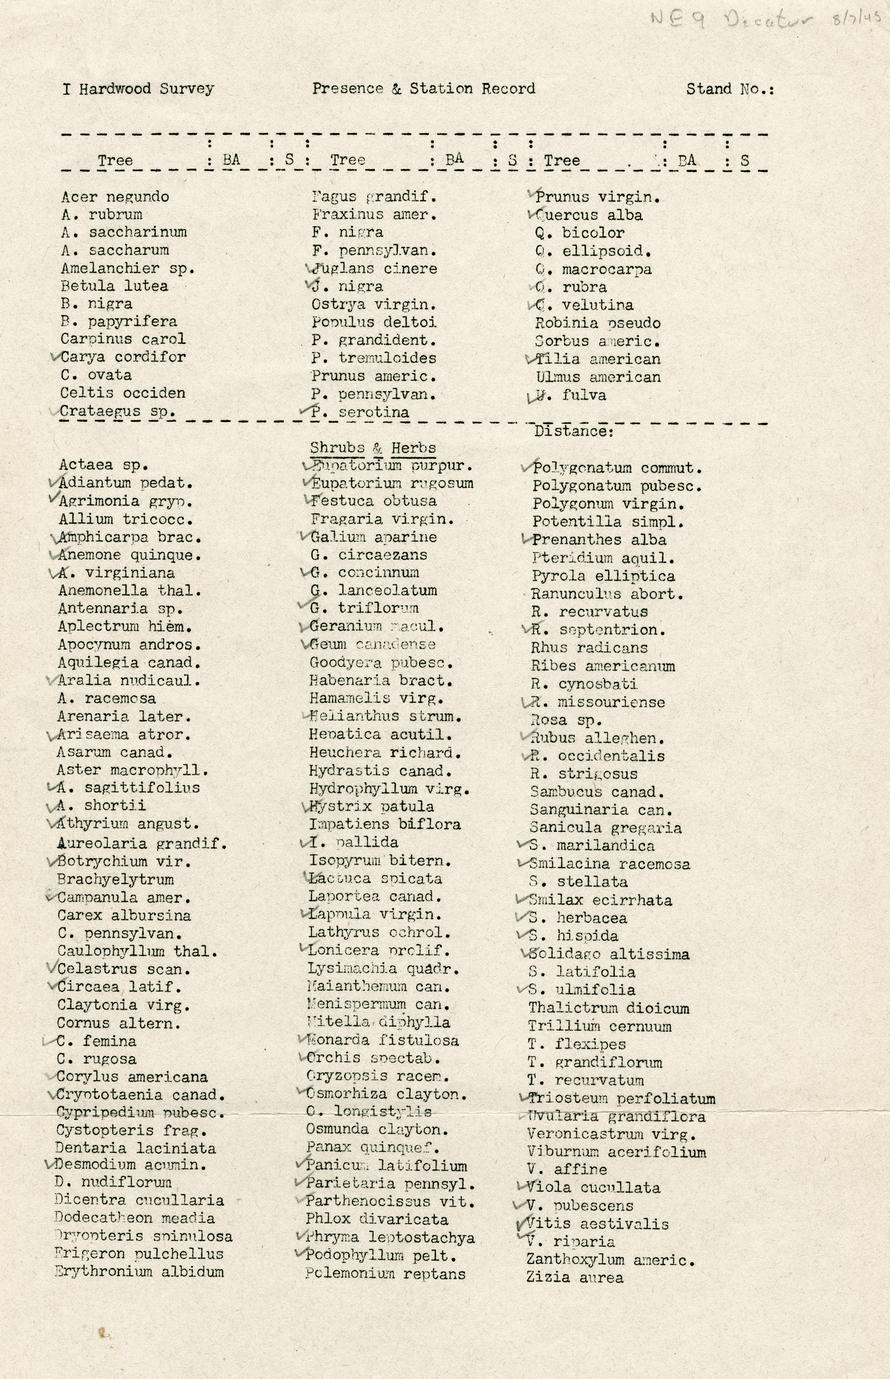 NE 9 Decatur 8/7/45
I Hardwood Survey Presence & Station Record Stand No.:
Tree : BA : S : Tree : BA : S : Tree : BA : S
Acer negundo
A. rubrum
A. saccharinum
A. saccharum
Amelanchier sp.
Betula lutea
B. nigra
B. papyrifera
Carpinus carol
✓Carya cordifor
C. ovata
Celtis occiden
✓Crataegus sp.
Fagus grandif.
Fraxinus amer.
F. nigra
F. pennsylvan.
✓Juglans cinere
✓J. nigra
Ostrya virgin.
Populus deltoi
P. grandident.
P. tremuloides
Prunus americ.
P. pennsylvan.
✓P. serotina
✓Prunus virgin.
✓Quercus alba
Q. bicolor
Q. ellipsoid.
Q. macrocarpa
✓Q. rubra
✓Q. velutina
Robinia pseudo
Sorbus americ.
✓Tilia american
Ulmus american
✓U. fulva
Distance:
Shrubs & Herbs
Actaea sp.
✓Adiantum pedat.
✓Agrimonia gryp.
Allium tricocc.
✓Amphicarpa brac.
✓Anemone quinque.
✓A. virginiana
Anemonella thal.
Antennaria sp.
Aplectrum hiem.
Apocynum andros.
Aquilegia canad.
✓Aralia nudicaul.
A. racemosa
Arenaria later.
✓Arisaema atror.
Asarum canad.
Aster macrophyll.
✓A. sagittifolius
✓A. shortii
✓Athyrium angust.
Aureolaria grandif.
✓Botrychium vir.
Brachyelytrum
✓Campanula amer.
Carex albursina
C. pennsylvan.
Caulophyllum thal.
✓Celastrus scan.
✓Circaea latif.
Claytonia virg.
Cornus altern.
✓C. femina
C. rugosa
✓Corylus americana
✓Cryptotaenia canad.
Cypripedium pubesc.
Cystopteris frag.
Dentaria laciniata
✓Desmodium acumin.
D. nudiflorum
Dicentra cucullaria
Dodecatheon meadia
Dryopteris spinulosa
Erigeron pulchellus
Erythronium albidum
✓Eupatorium purpur.
✓Eupatorium rugosum
✓Festuca obtusa
Fragaria virgin.
✓Galium aparine
G. circaezans
✓G. concinnum
G. lanceolatum
✓G. triflorum
✓Geranium macul.
✓Geum canadense
Goodyera pubesc.
Habenaria bract.
Hamamelis virg.
✓Helianthus strum.
Hepatica acutil.
Heuchera richard.
Hydrastis canad.
Hydrophyllum virg.
✓Hystrix patula
Impatiens biflora
✓I. pallida
Isopyrum bitern.
✓Lactuca spicata
Laportea canad.
✓Lappula virgin.
Lathyrus ochrol.
✓Lonicera prolif.
Lysimachia quadr.
Maianthemum can.
Menispermum can.
Mitella diphylla
✓Monarda fistulosa
✓Orchis spectab.
Oryzopsis racem.
✓Osmorhiza clayton.
O. longistylis
Osmunda clayton.
Panax quinquef.
✓Panicum latifolium
✓Parietaria pennsyl.
✓Parthenocissus vit.
Phlox divaricata
✓Phryma leptostachya
✓Podophyllum pelt.
Polemonium reptans
✓Polygonatum commut.
Polygonatum pubesc.
Polygonum virgin.
Potentilla simpl.
✓Prenanthes alba
Pteridium aquil.
Pyrola elliptica
Ranunculus abort.
R. recurvatus
✓R. septentrion.
Rhus radicans
Ribes americanum
R. cynosbati
✓R. missouriense
Rosa sp.
✓Rubus alleghen.
✓R. occidentalis
R. strigosus
Sambucus canad.
Sanguinaria can.
Sanicula gregaria
✓S. marilandica
✓Smilacina racemosa
S. stellata
✓Smilax ecirrhata
✓S. herbacea
✓S. hispida
✓Solidago altissima
S. latifolia
✓S. ulmifolia
Thalictrum dioicum
Trillium cernuum
T. flexipes
T. grandiflorum
T. recurvatum
✓Triosteum perfoliatum
✓Uvularia grandiflora
Veronicastrum virg.
Viburnum acerifolium
V. affine
✓Viola cucullata
✓V. pubescens
✓Vitis aestivalis
✓V. riparia
Zanthoxylum americ.
Zizia aurea